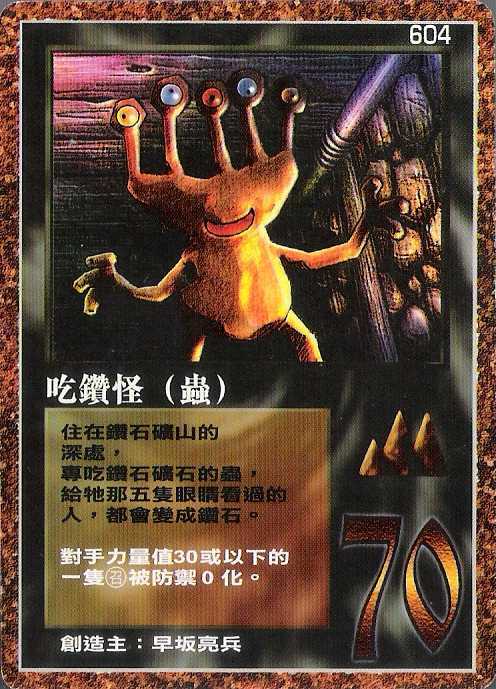 604
吃鑽怪（蟲）
住在鑽石礦山的
深處，
專吃鑽石礦石的蟲，
給牠那五隻眼睛看過的
人，都會變成鑽石。
對手力量值30或以下的
一隻㊁被防禦0化。
70
創造主：早坂亮兵